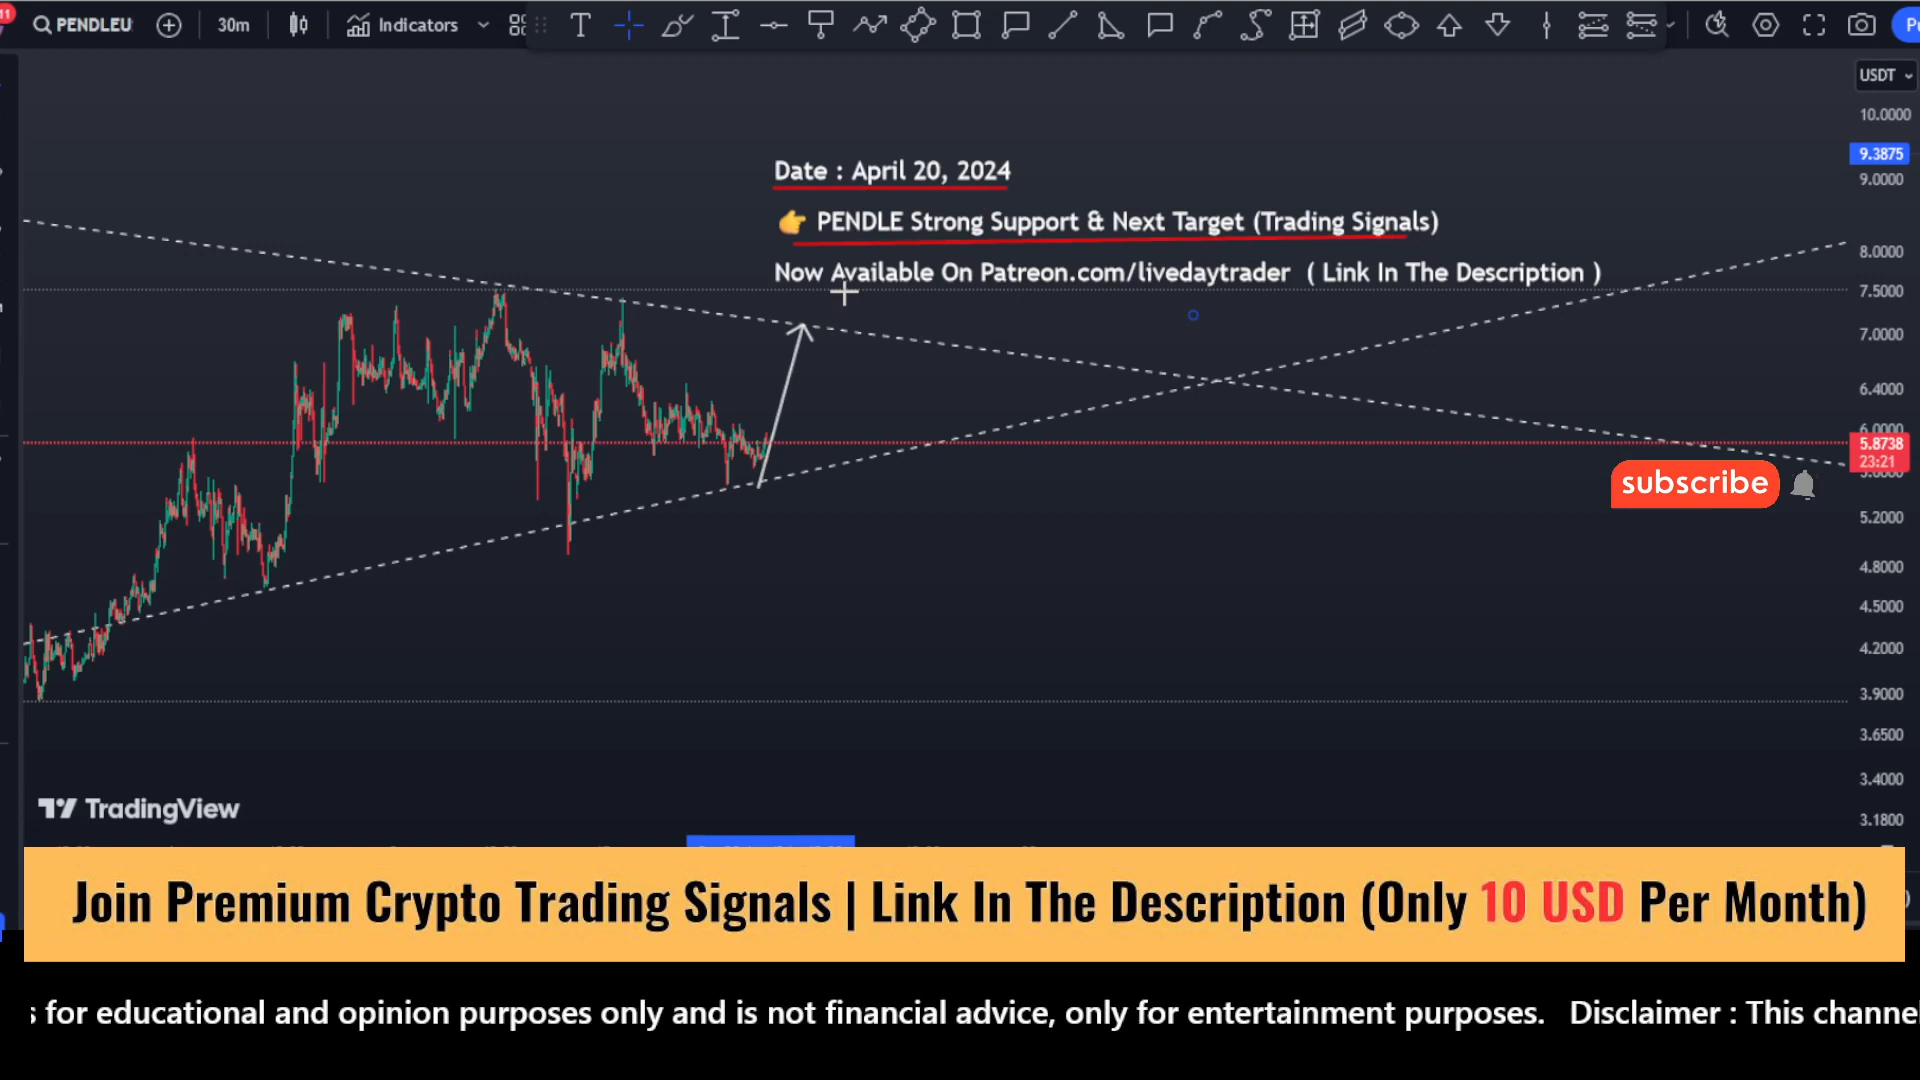 11
PENDLEU
30m
Indicators
USDT
10.0000
9.3875
9.0000
Date : April 20, 2024
👉 PENDLE Strong Support & Next Target (Trading Signals)
8.0000
Now Available On Patreon.com/livedaytrader ( Link In The Description )
7.5000
7.0000
6.4000
6.0000
5.8738
23:21
subscribe
5.2000
4.8000
4.5000
4.2000
3.9000
3.6500
3.4000
TradingView
3.1800
Join Premium Crypto Trading Signals | Link In The Description (Only 10 USD Per Month)
s for educational and opinion purposes only and is not financial advice, only for entertainment purposes. Disclaimer : This channe